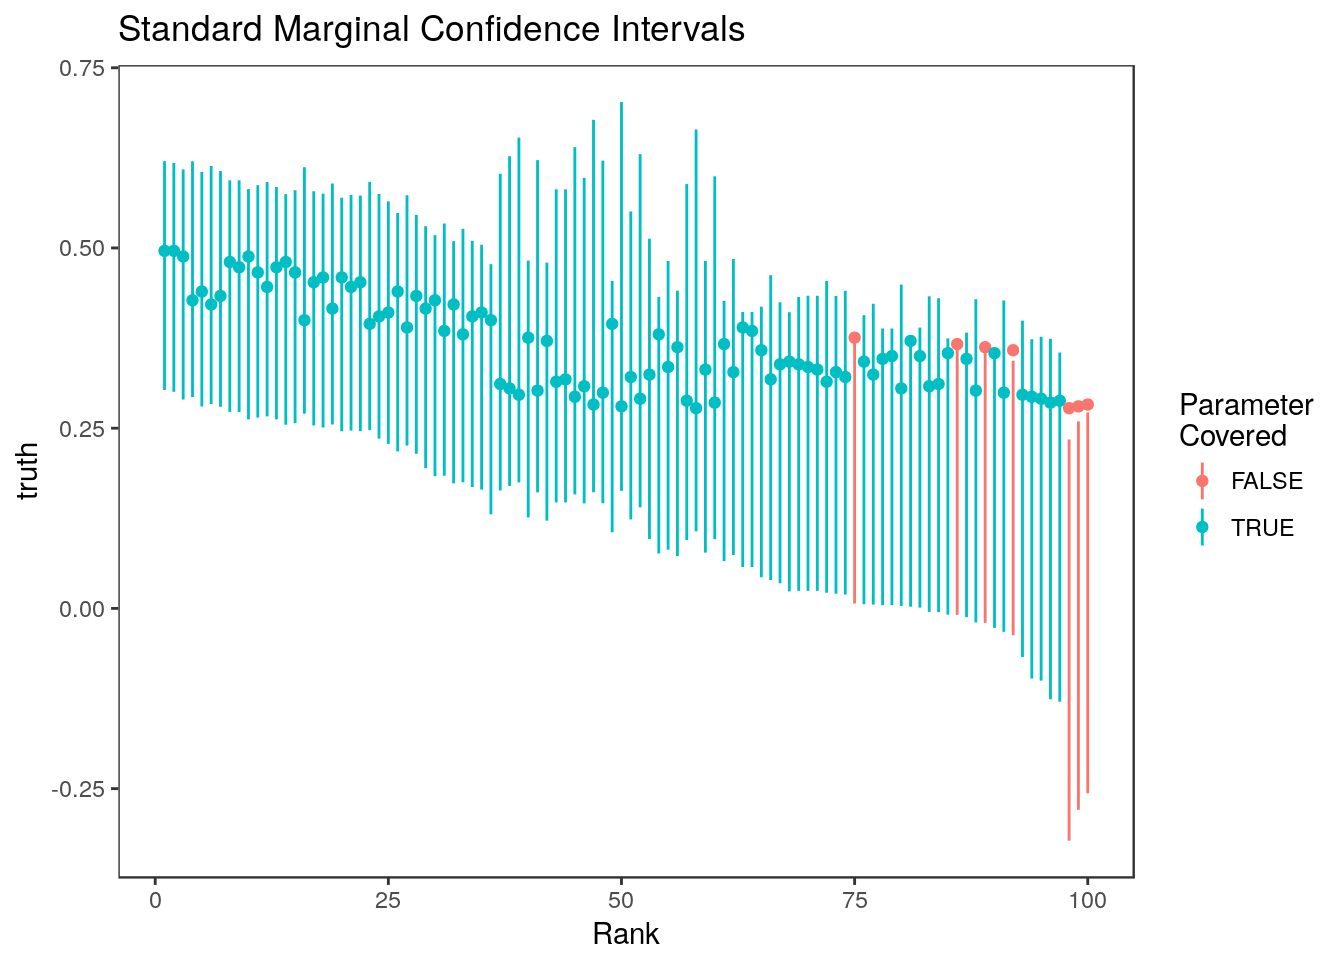 Standard Marginal Confidence Intervals
0.75
0.50
0.25
0.00
-0.25
truth
0
25
50
75
100
Rank
Parameter
Covered
FALSE
TRUE